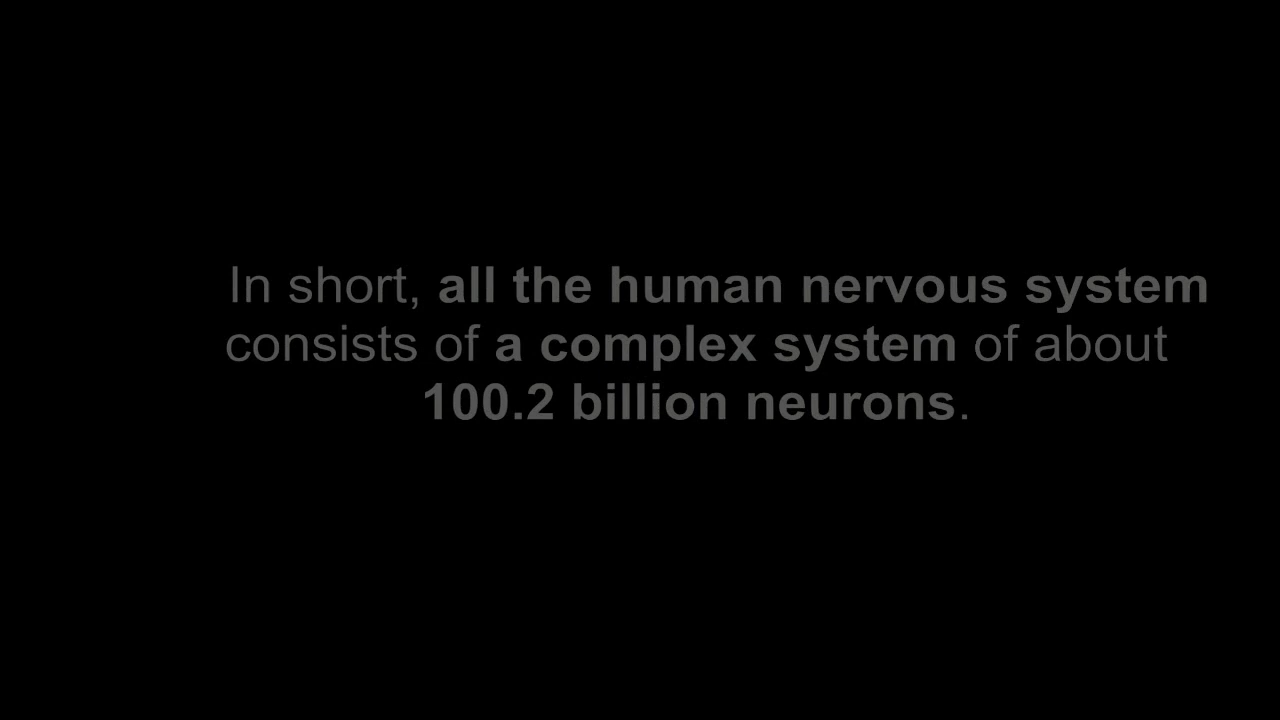 In short, all the human nervous system
consists of a complex system of about
100.2 billion neurons.